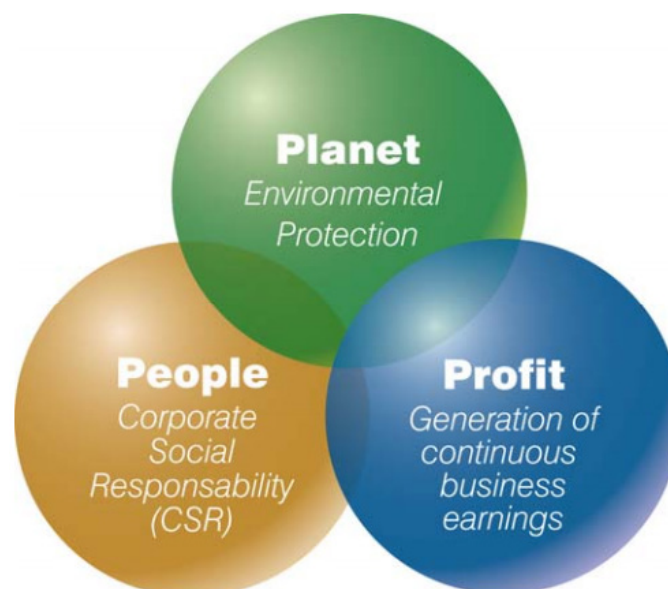 Planet
Environmental
Protection
People
Corporate
Social
Responsability
(CSR)
Profit
Generation of
continuous
business
earnings